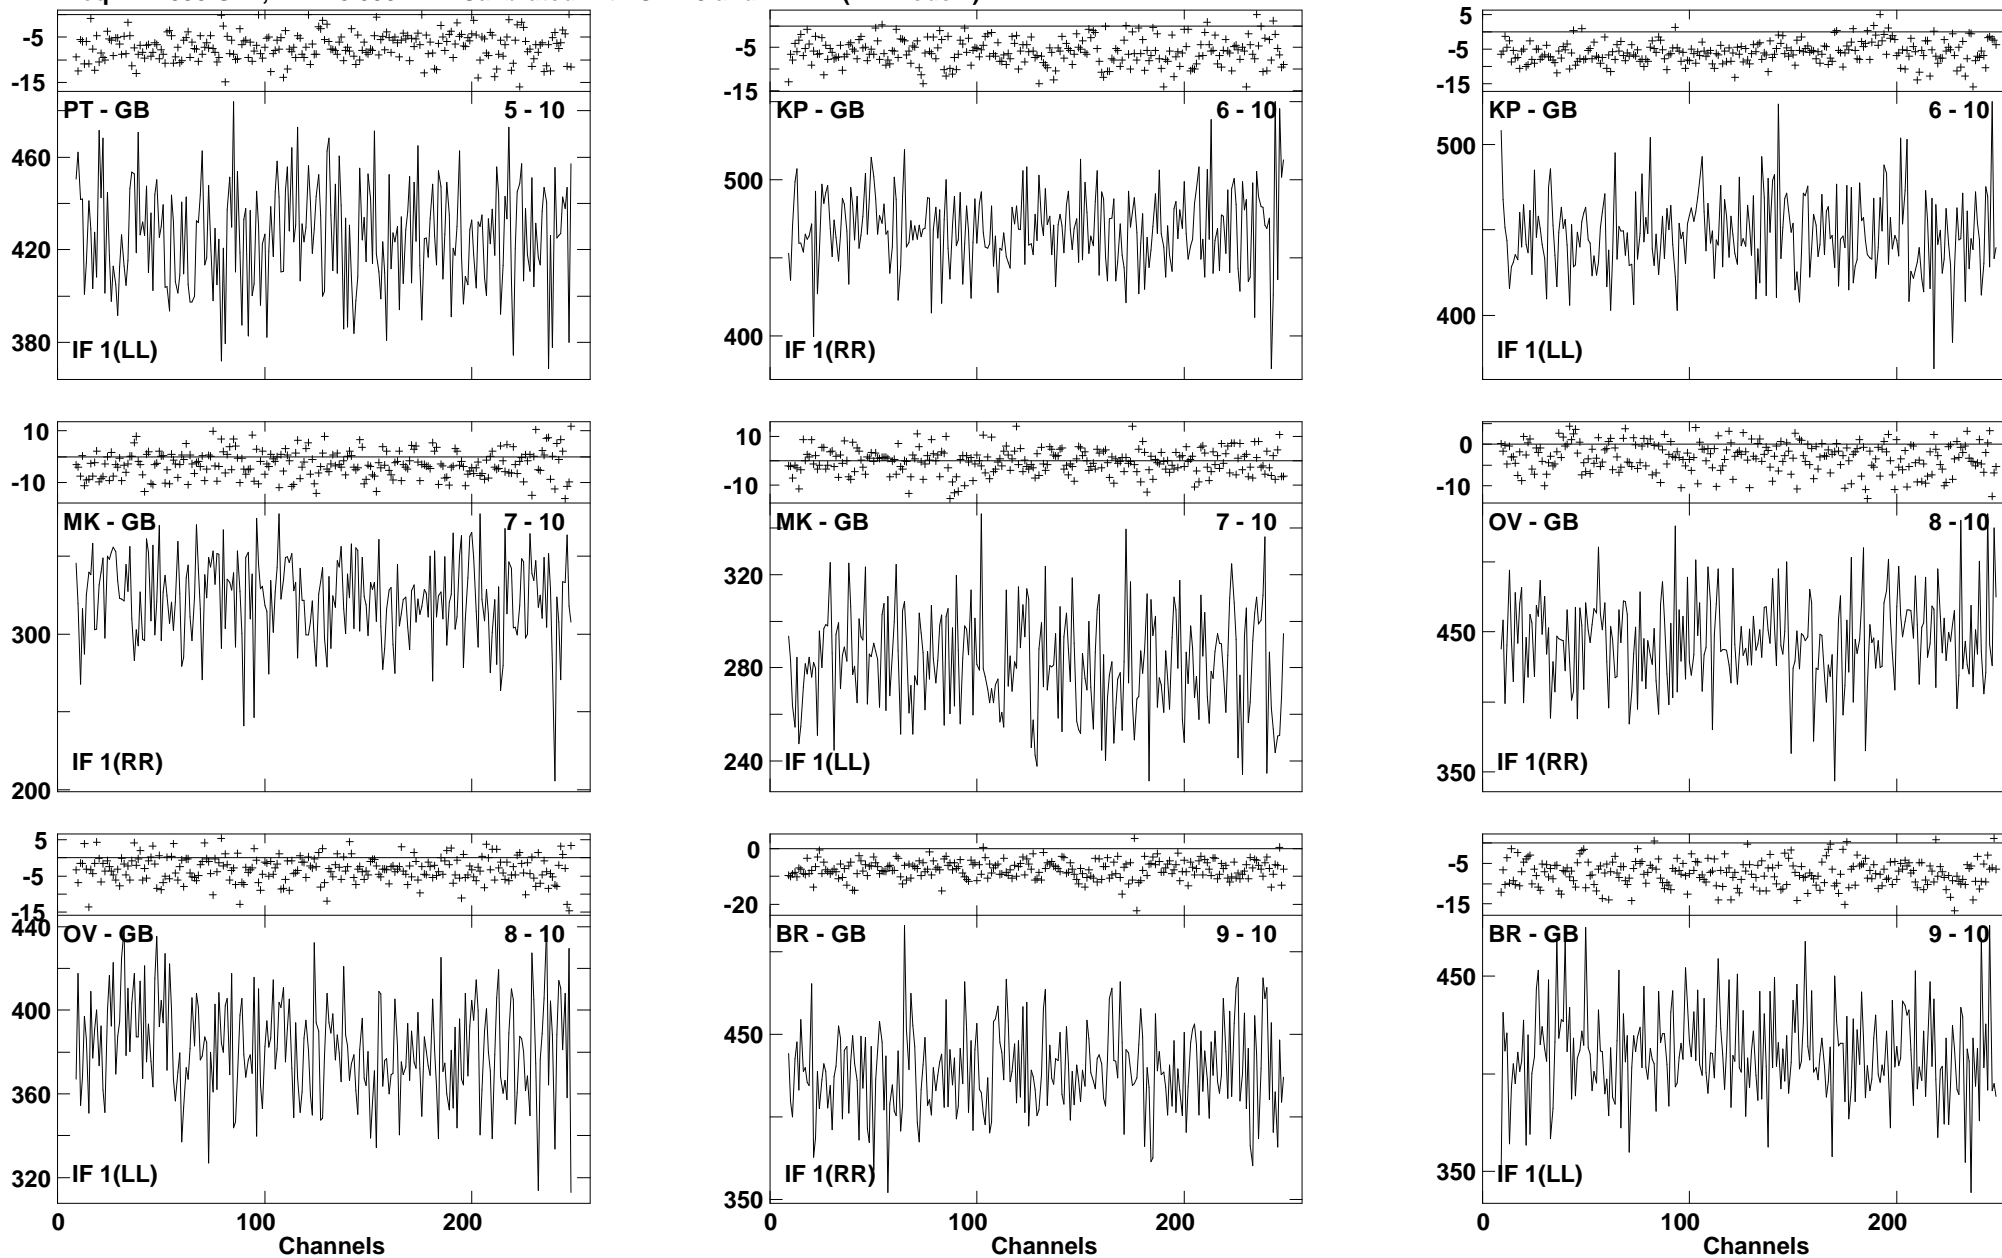 -5
-15
PT - GB 5 - 10
460
420
380
IF 1(LL)
-5
-15
KP - GB 6 - 10
500
400
IF 1(RR)
5
-5
-15
KP - GB 6 - 10
500
400
IF 1(LL)
10
-10
MK - GB 7 - 10
300
200
IF 1(RR)
10
-10
MK - GB 7 - 10
320
280
240
IF 1(LL)
0
-10
OV - GB 8 - 10
450
350
IF 1(RR)
5
-5
-15
440
OV - GB 8 - 10
400
360
320
IF 1(LL)
0 100 200
Channels
0
-20
BR - GB 9 - 10
450
350
IF 1(RR)
0 100 200
Channels
-5
-15
BR - GB 9 - 10
450
350
IF 1(LL)
0 100 200
Channels